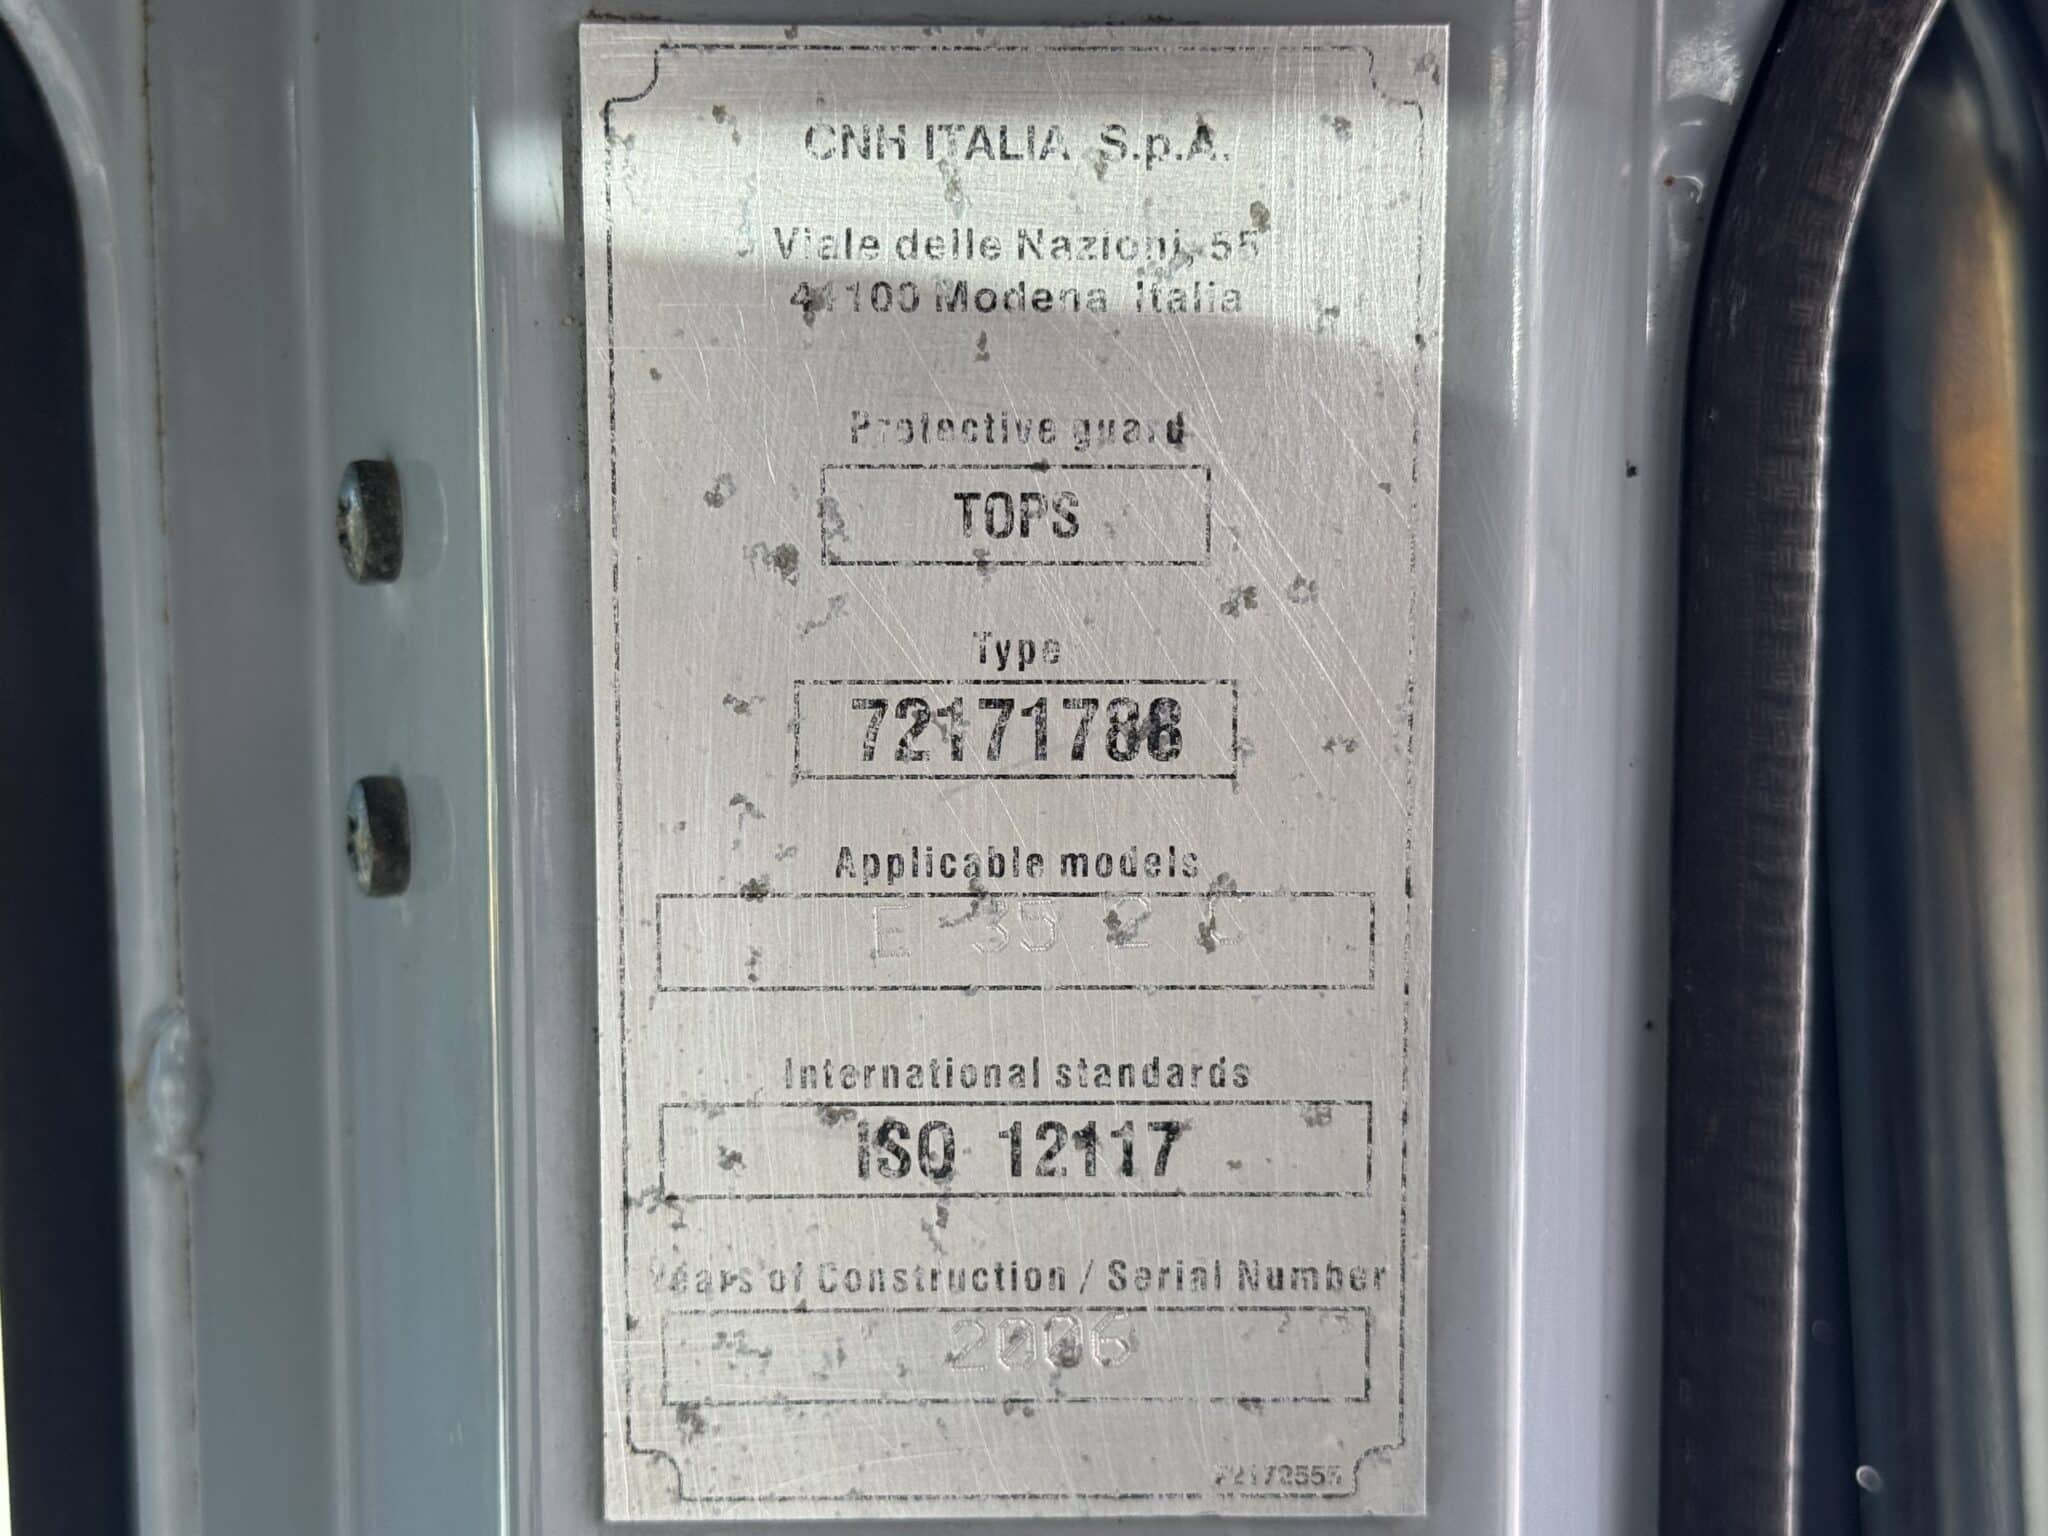 CNH ITALIA S.p.A.
Viale delle Nazioni, 55
41100 Modena Italia
Protective guard
TOPS
Type
72171788
Applicable models
E 35.2 S
International standards
ISO 12117
Years of Construction / Serial Number
2006
72172555